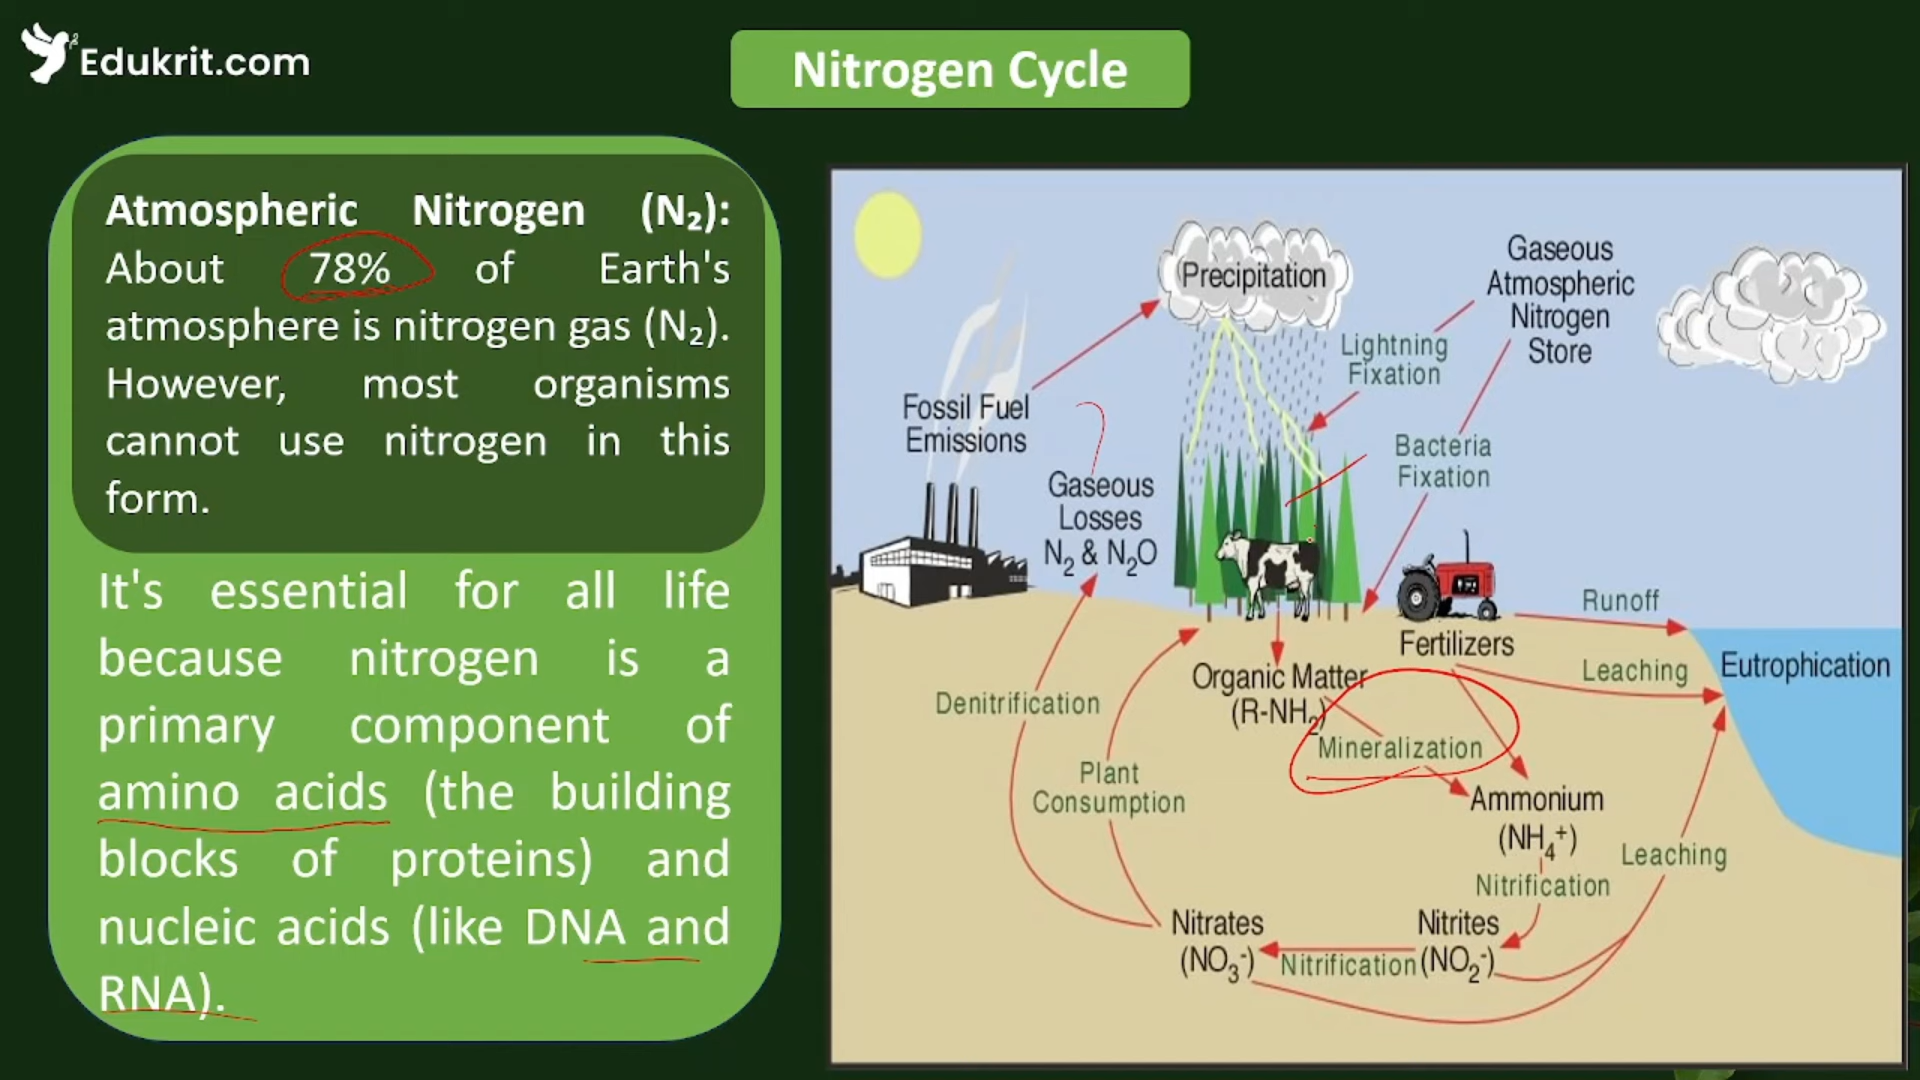 Edukrit.com
Nitrogen Cycle
Atmospheric Nitrogen (N₂):
About 78% of Earth's
atmosphere is nitrogen gas (N₂).
However, most organisms
cannot use nitrogen in this
form.
It's essential for all life
because nitrogen is a
primary component of
amino acids (the building
blocks of proteins) and
nucleic acids (like DNA and
RNA).
Precipitation
Gaseous
Atmospheric
Nitrogen
Store
Lightning
Fixation
Fossil Fuel
Emissions
Bacteria
Fixation
Gaseous
Losses
N₂ & N₂O
Runoff
Fertilizers
Leaching
Eutrophication
Organic Matter
(R-NH₂)
Denitrification
Mineralization
Plant
Consumption
Ammonium
(NH₄⁺)
Leaching
Nitrification
Nitrates
(NO₃⁻)
Nitrification
Nitrites
(NO₂⁻)